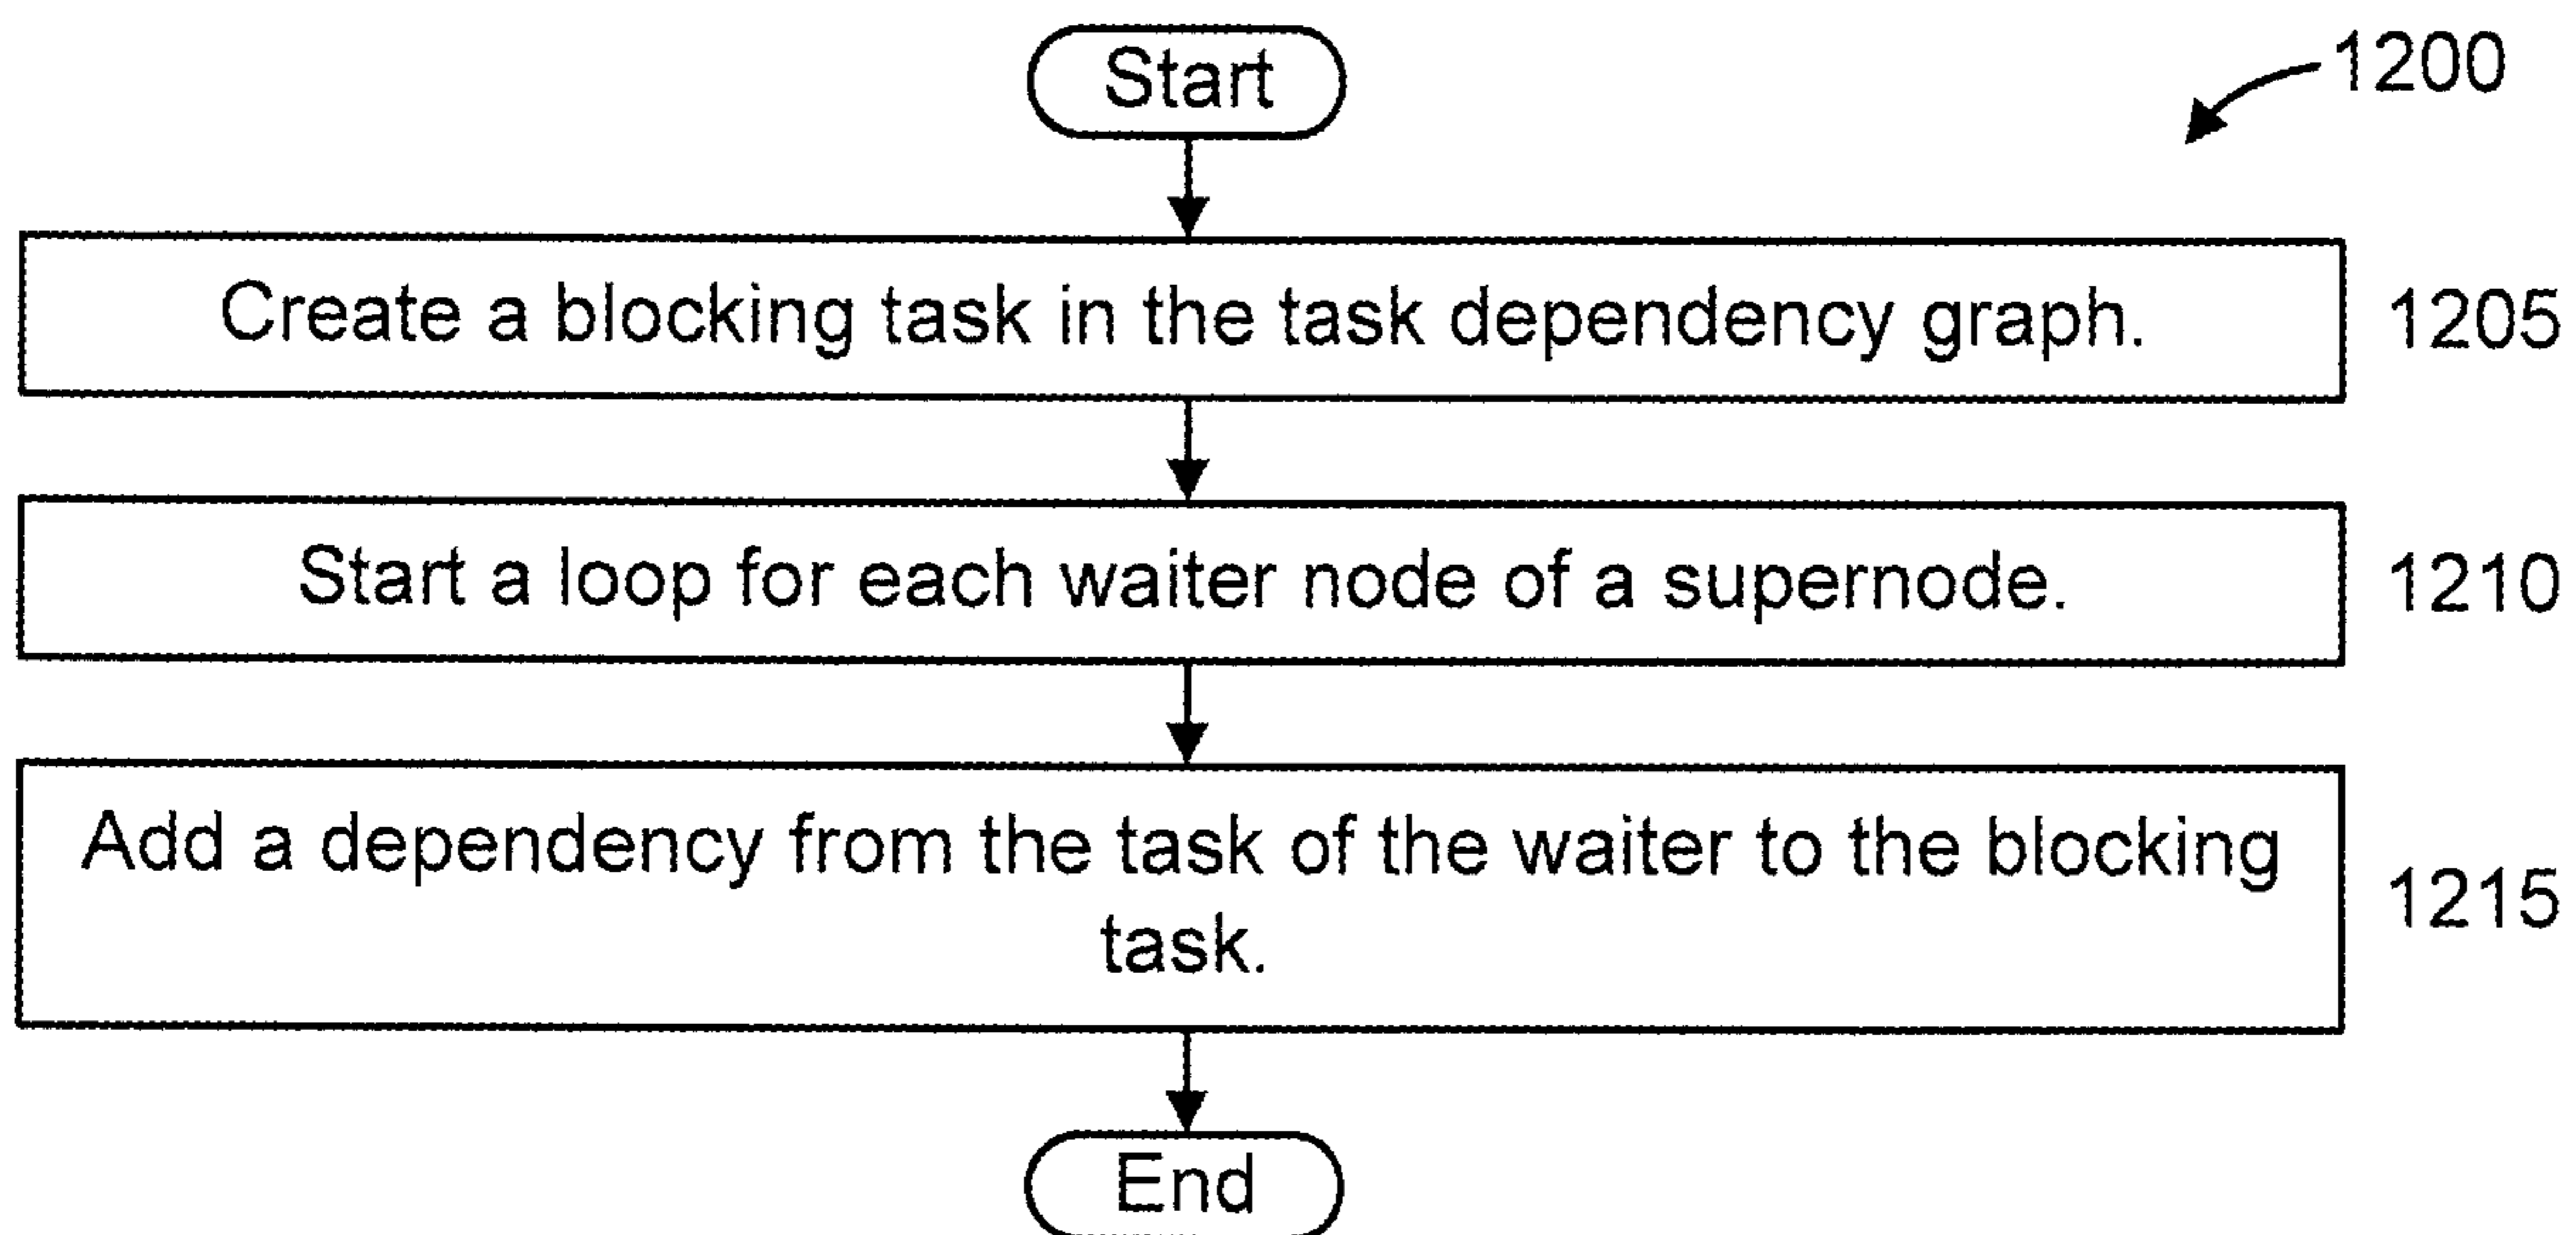 Start
1200
Create a blocking task in the task dependency graph.
1205
Start a loop for each waiter node of a supernode.
1210
Add a dependency from the task of the waiter to the blocking
task.
1215
End